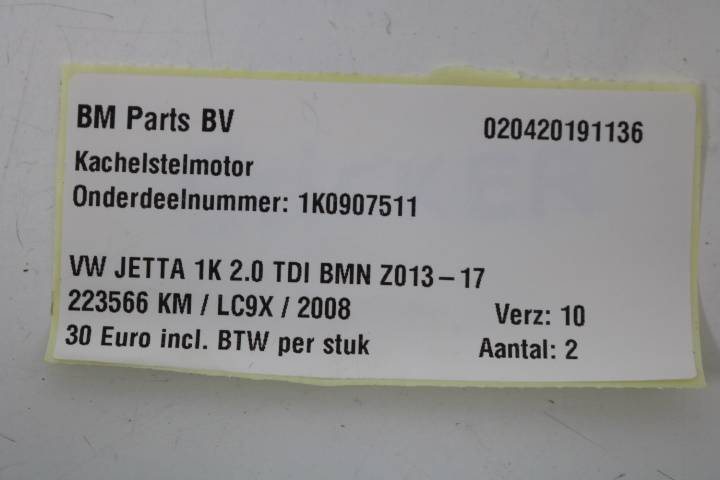 BM Parts BV 020420191136
Kachelstelmotor
Onderdeelnummer: 1K0907511
VW JETTA 1K 2.0 TDI BMN Z013-17
223566 KM / LC9X / 2008 Verz: 10
30 Euro incl. BTW per stuk Aantal: 2